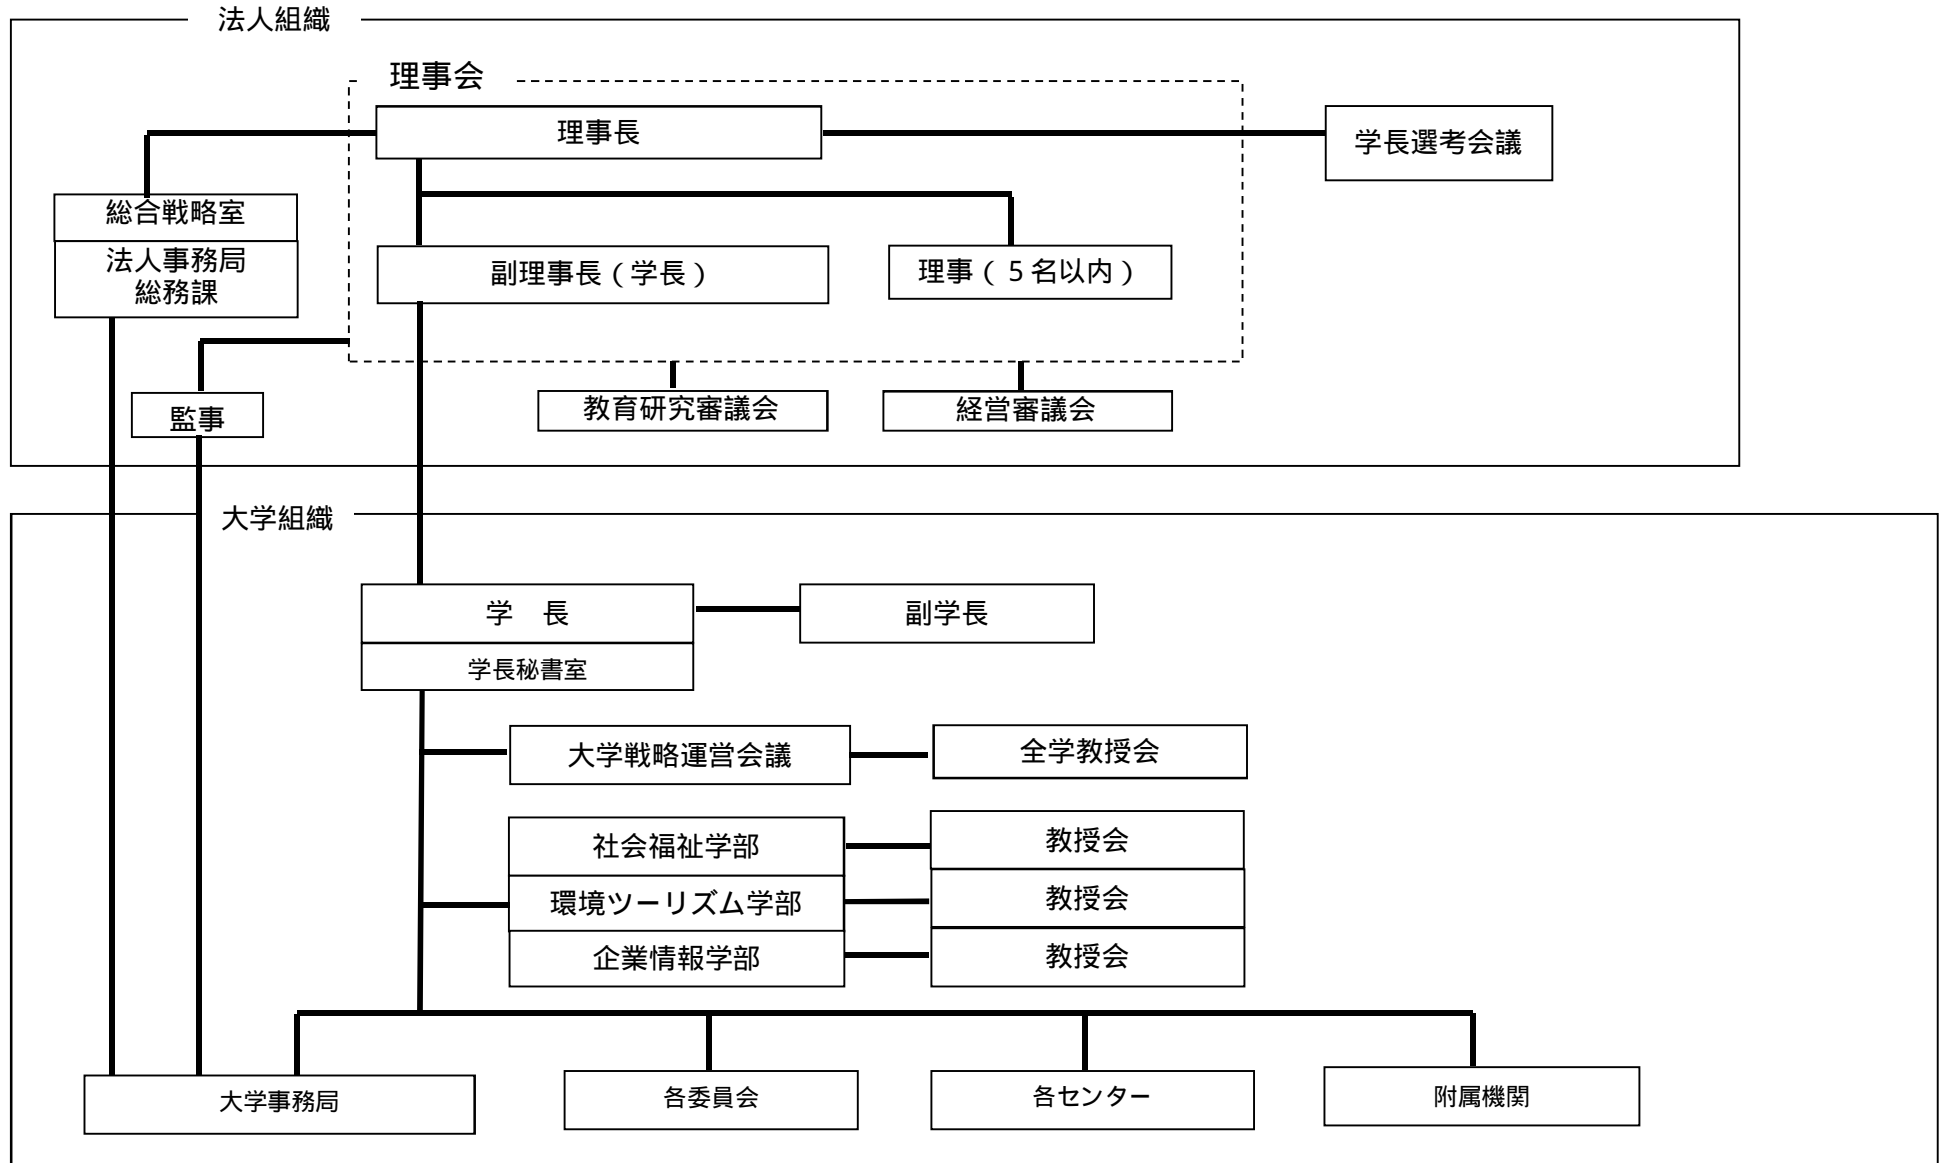 法人組織
理事会
理事長
学長選考会議
総合戦略室
法人事務局
総務課
副理事長（学長）
理事（５名以内）
監事
教育研究審議会
経営審議会
大学組織
学　長
副学長
学長秘書室
大学戦略運営会議
全学教授会
社会福祉学部
教授会
環境ツーリズム学部
教授会
企業情報学部
教授会
大学事務局
各委員会
各センター
附属機関